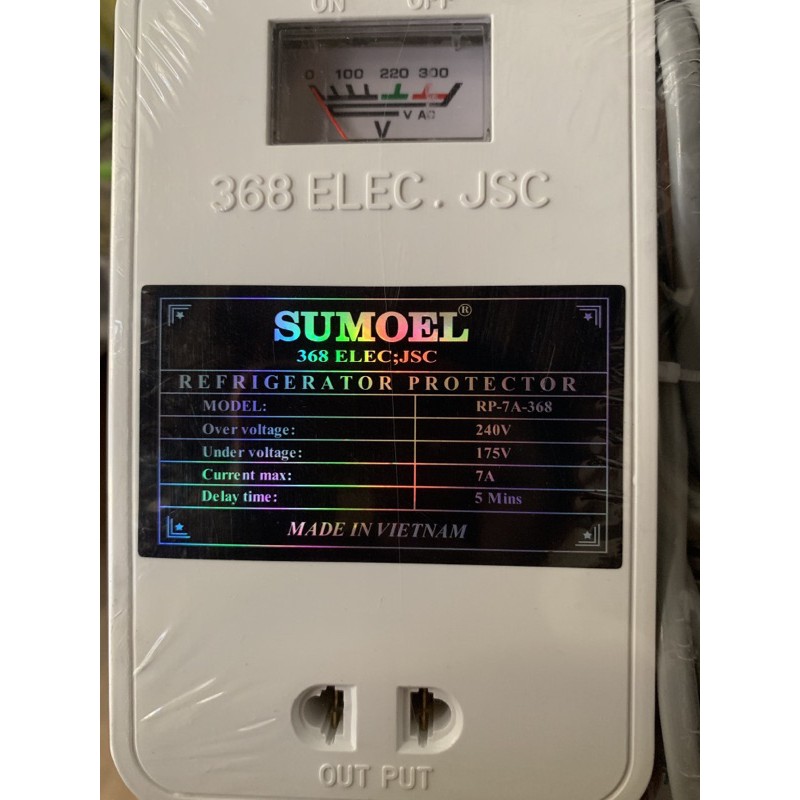 ON OFF
0 100 220 300
V AC
V
368 ELEC. JSC
SUMOEL®
368 ELEC;JSC
REFRIGERATOR PROTECTOR
MODEL: RP-7A-368
Over voltage: 240V
Under voltage: 175V
Current max: 7A
Delay time: 5 Mins
MADE IN VIETNAM
OUT PUT